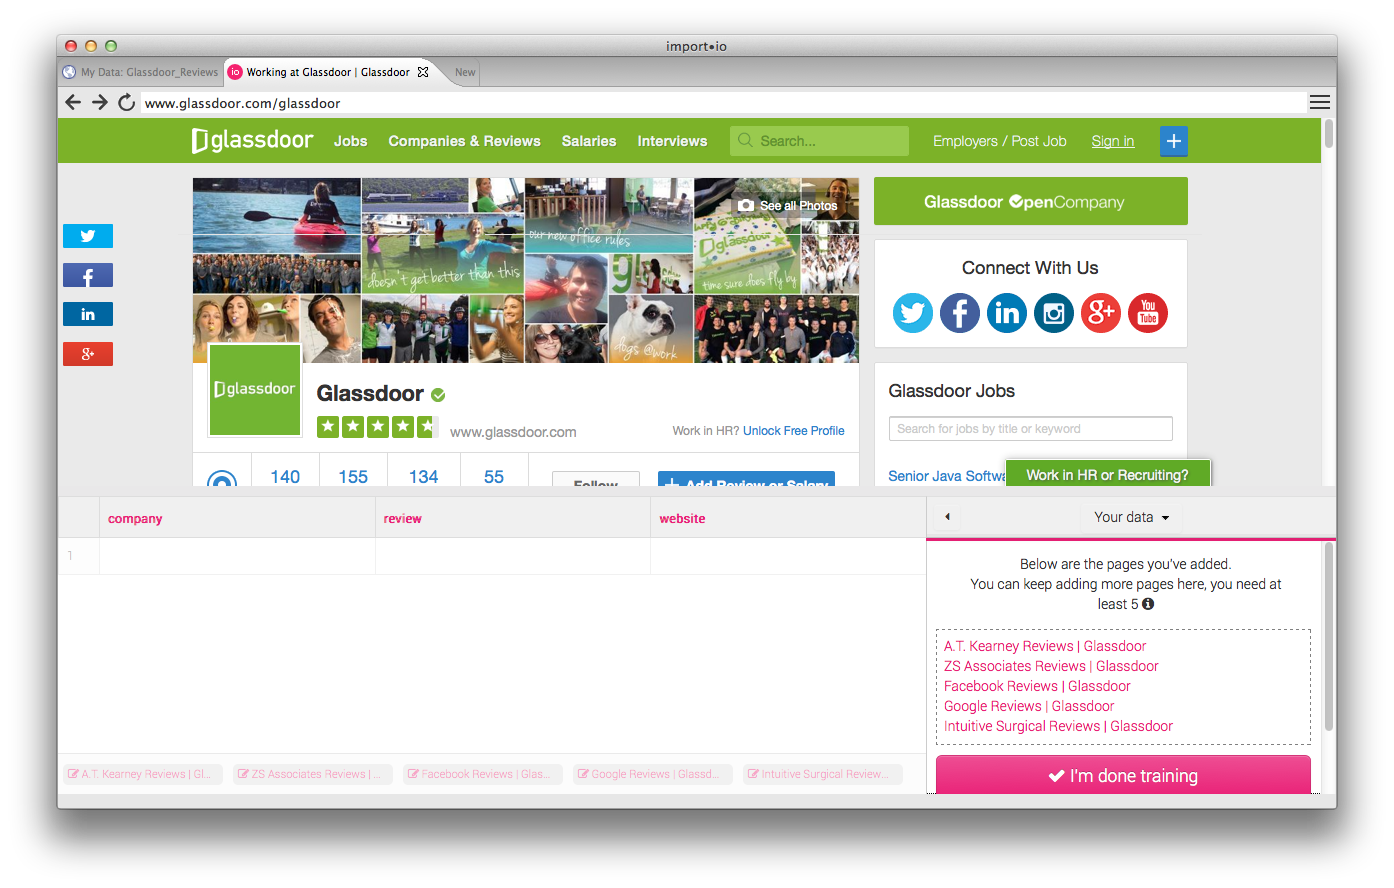 import•io
My Data: Glassdoor_Reviews
io Working at Glassdoor | Glassdoor
New
www.glassdoor.com/glassdoor
glassdoor Jobs Companies & Reviews Salaries Interviews Search... Employers / Post Job Sign in +
See all Photos
our new office rules
doesn't get better than this
glassdoor
time sure does fly by
dogs @work
in
g+
glassdoor
Glassdoor
www.glassdoor.com
Work in HR? Unlock Free Profile
140 155 134 55
Follow
+ Add Review or Salary
Glassdoor OpenCompany
Connect With Us
f in g+ You Tube
Glassdoor Jobs
Search for jobs by title or keyword
Senior Java Softwa
Work in HR or Recruiting?
company review website
1
A.T. Kearney Reviews | Gl...
ZS Associates Reviews | ...
Facebook Reviews | Glas...
Google Reviews | Glassd...
Intuitive Surgical Review...
Your data
Below are the pages you've added.
You can keep adding more pages here, you need at
least 5
A.T. Kearney Reviews | Glassdoor
ZS Associates Reviews | Glassdoor
Facebook Reviews | Glassdoor
Google Reviews | Glassdoor
Intuitive Surgical Reviews | Glassdoor
I'm done training